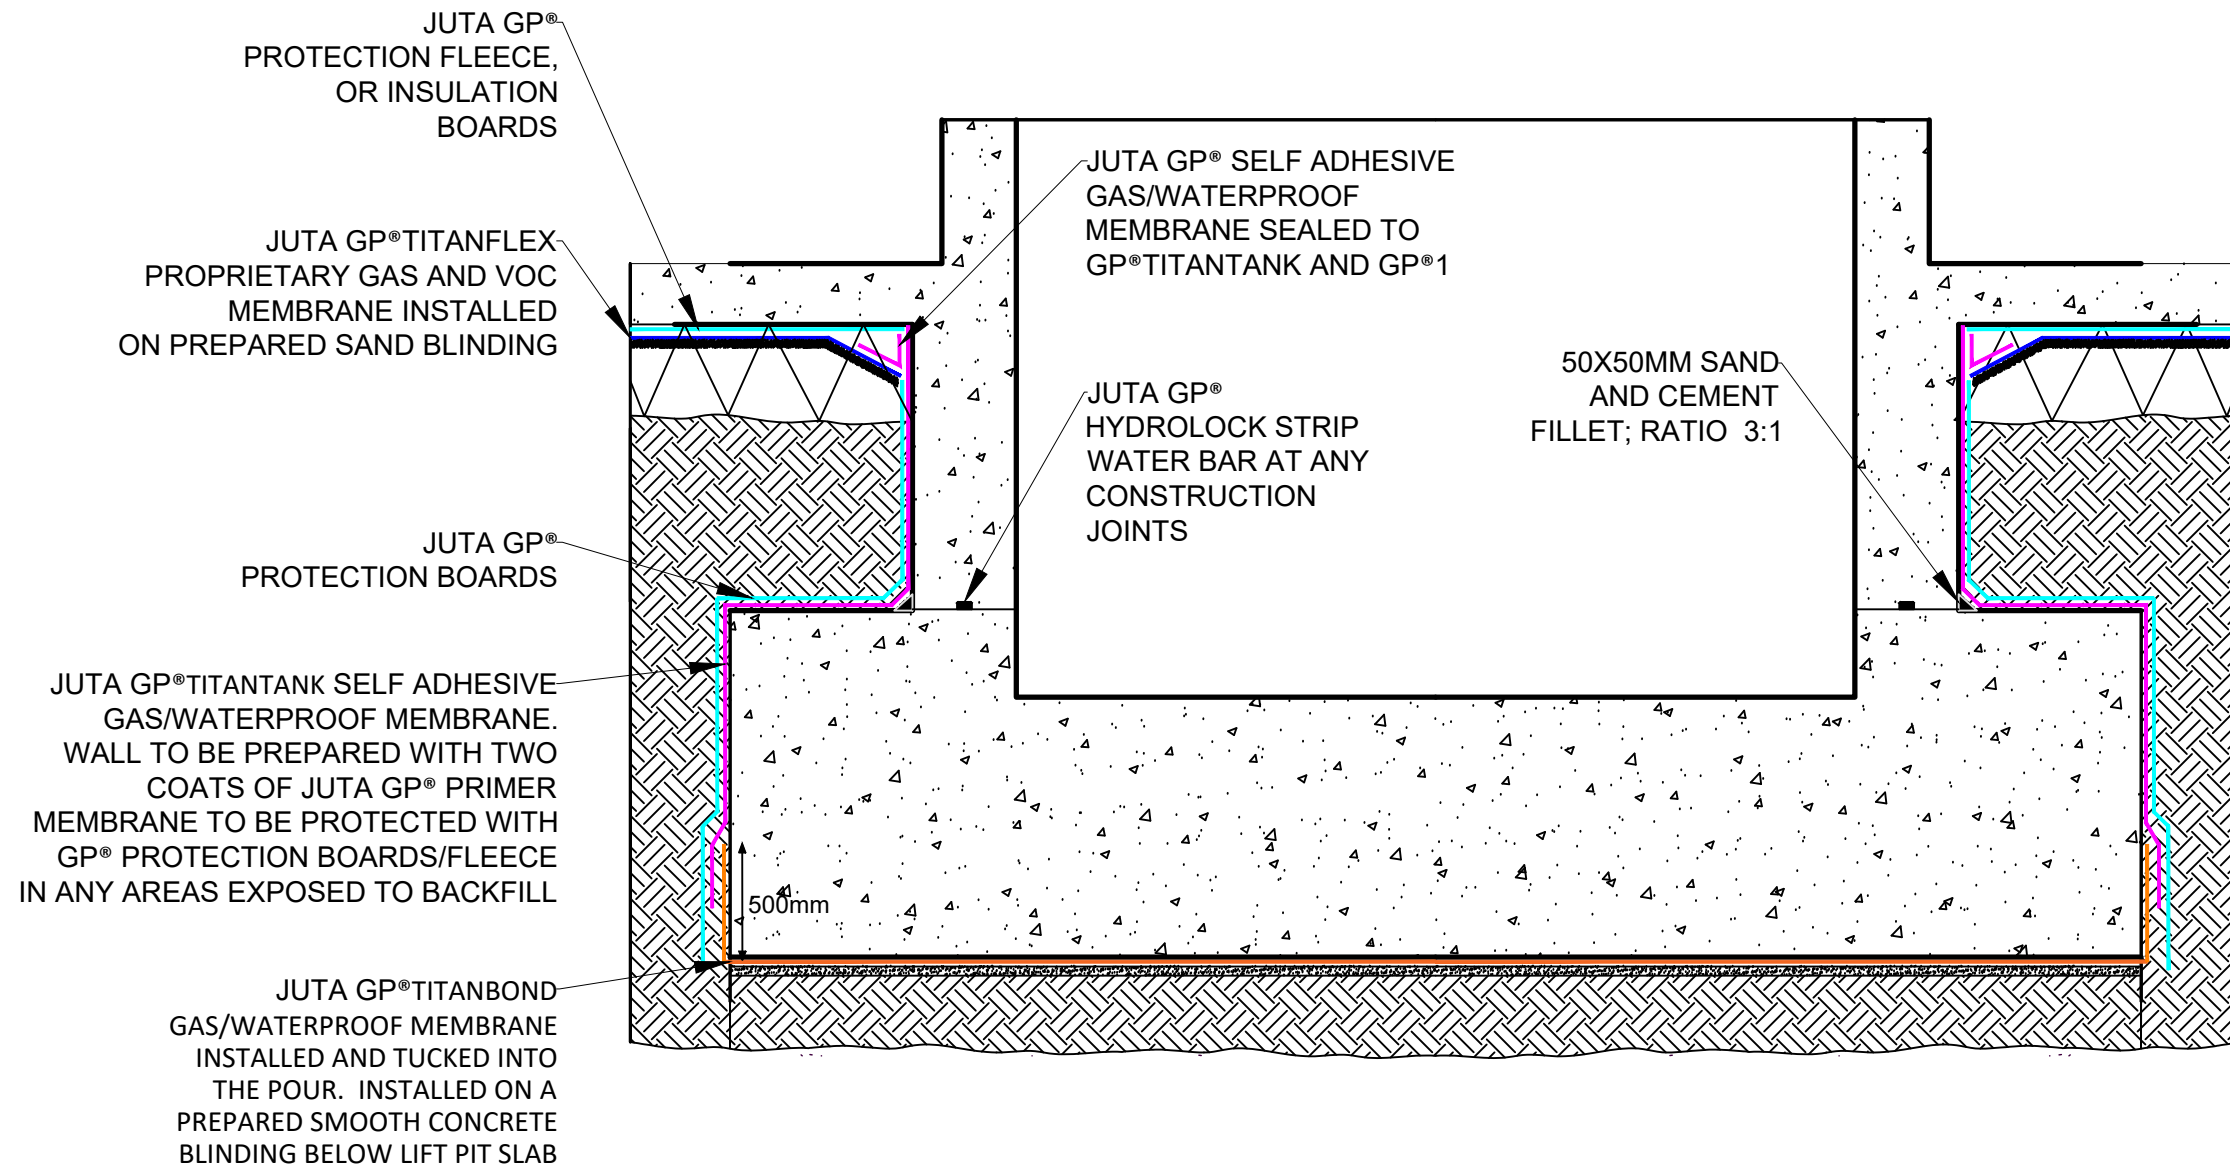 JUTA GP®
PROTECTION FLEECE,
OR INSULATION
BOARDS
JUTA GP®TITANFLEX
PROPRIETARY GAS AND VOC
MEMBRANE INSTALLED
ON PREPARED SAND BLINDING
JUTA GP®
PROTECTION BOARDS
JUTA GP®TITANTANK SELF ADHESIVE
GAS/WATERPROOF MEMBRANE.
WALL TO BE PREPARED WITH TWO
COATS OF JUTA GP® PRIMER
MEMBRANE TO BE PROTECTED WITH
GP® PROTECTION BOARDS/FLEECE
IN ANY AREAS EXPOSED TO BACKFILL
JUTA GP®TITANBOND
GAS/WATERPROOF MEMBRANE
INSTALLED AND TUCKED INTO
THE POUR. INSTALLED ON A
PREPARED SMOOTH CONCRETE
BLINDING BELOW LIFT PIT SLAB
JUTA GP® SELF ADHESIVE
GAS/WATERPROOF
MEMBRANE SEALED TO
GP®TITANTANK AND GP®1
JUTA GP®
HYDROLOCK STRIP
WATER BAR AT ANY
CONSTRUCTION
JOINTS
50X50MM SAND
AND CEMENT
FILLET; RATIO 3:1
500mm